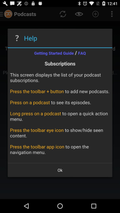 12:41
Podcasts
? Help
Getting Started Guide / FAQ
Subscriptions
This screen displays the list of your podcast
subscriptions.
Press the toolbar + button to add new podcasts.
Press on a podcast to see its episodes.
Long press on a podcast to open a quick action
menu.
Press the toolbar eye icon to show/hide seen
content.
Press the toolbar app icon to open the
navigation menu.
Ok